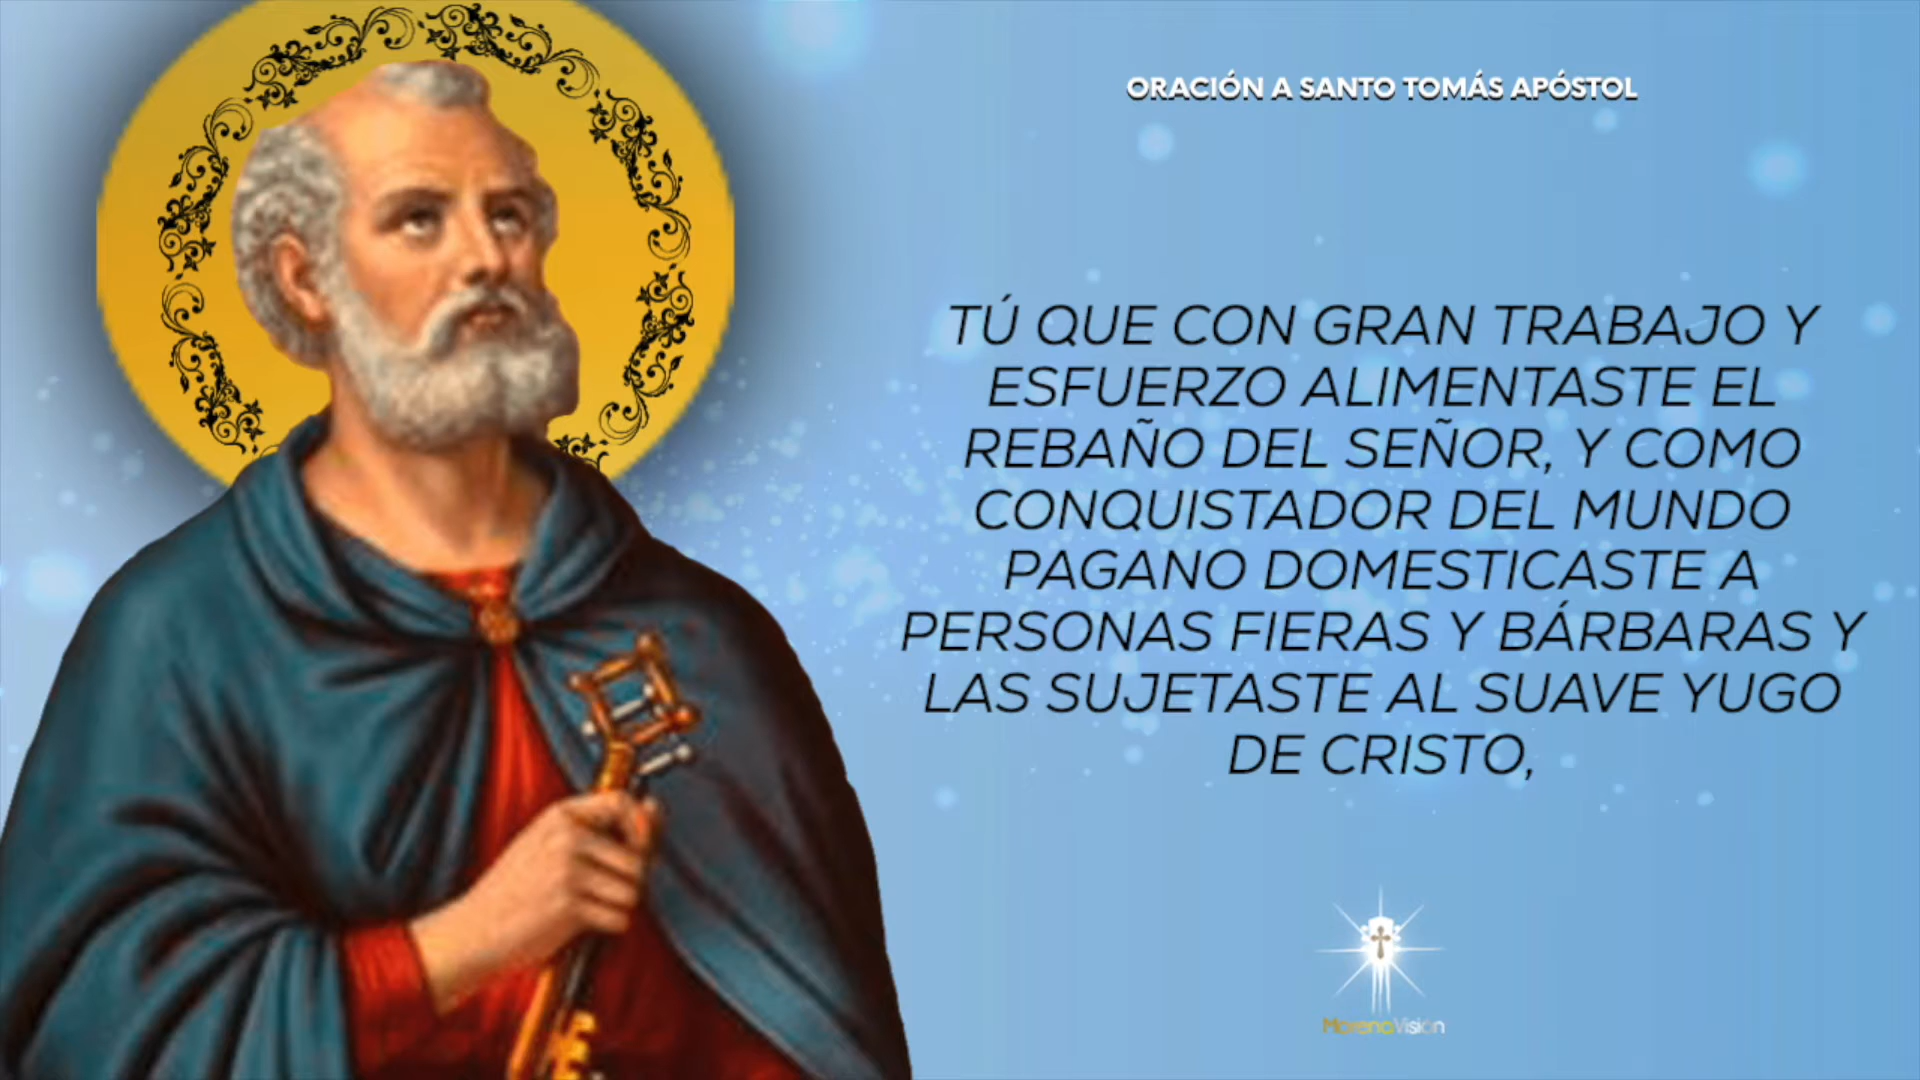 ORACIÓN A SANTO TOMÁS APÓSTOL
TÚ QUE CON GRAN TRABAJO Y
ESFUERZO ALIMENTASTE EL
REBAÑO DEL SEÑOR, Y COMO
CONQUISTADOR DEL MUNDO
PAGANO DOMESTICASTE A
PERSONAS FIERAS Y BÁRBARAS Y
LAS SUJETASTE AL SUAVE YUGO
DE CRISTO,
MorenaVisión